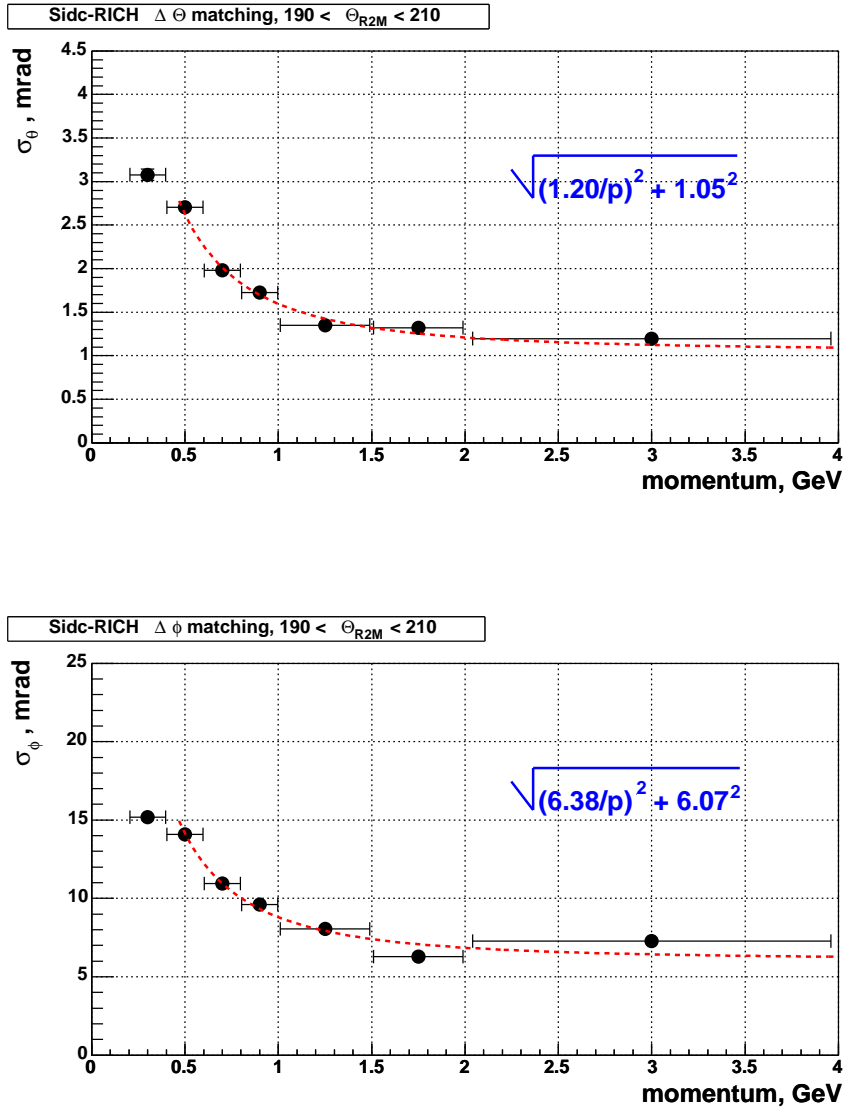 Sidc-RICH Δ Θ matching, 190 < Θ_R2M < 210
σ_θ , mrad
4.5
4
3.5
3
2.5
2
1.5
1
0.5
0
√(1.20/p)² + 1.05²
0 0.5 1 1.5 2 2.5 3 3.5 4
momentum, GeV
Sidc-RICH Δ ϕ matching, 190 < Θ_R2M < 210
σ_ϕ , mrad
25
20
15
10
5
0
√(6.38/p)² + 6.07²
0 0.5 1 1.5 2 2.5 3 3.5 4
momentum, GeV